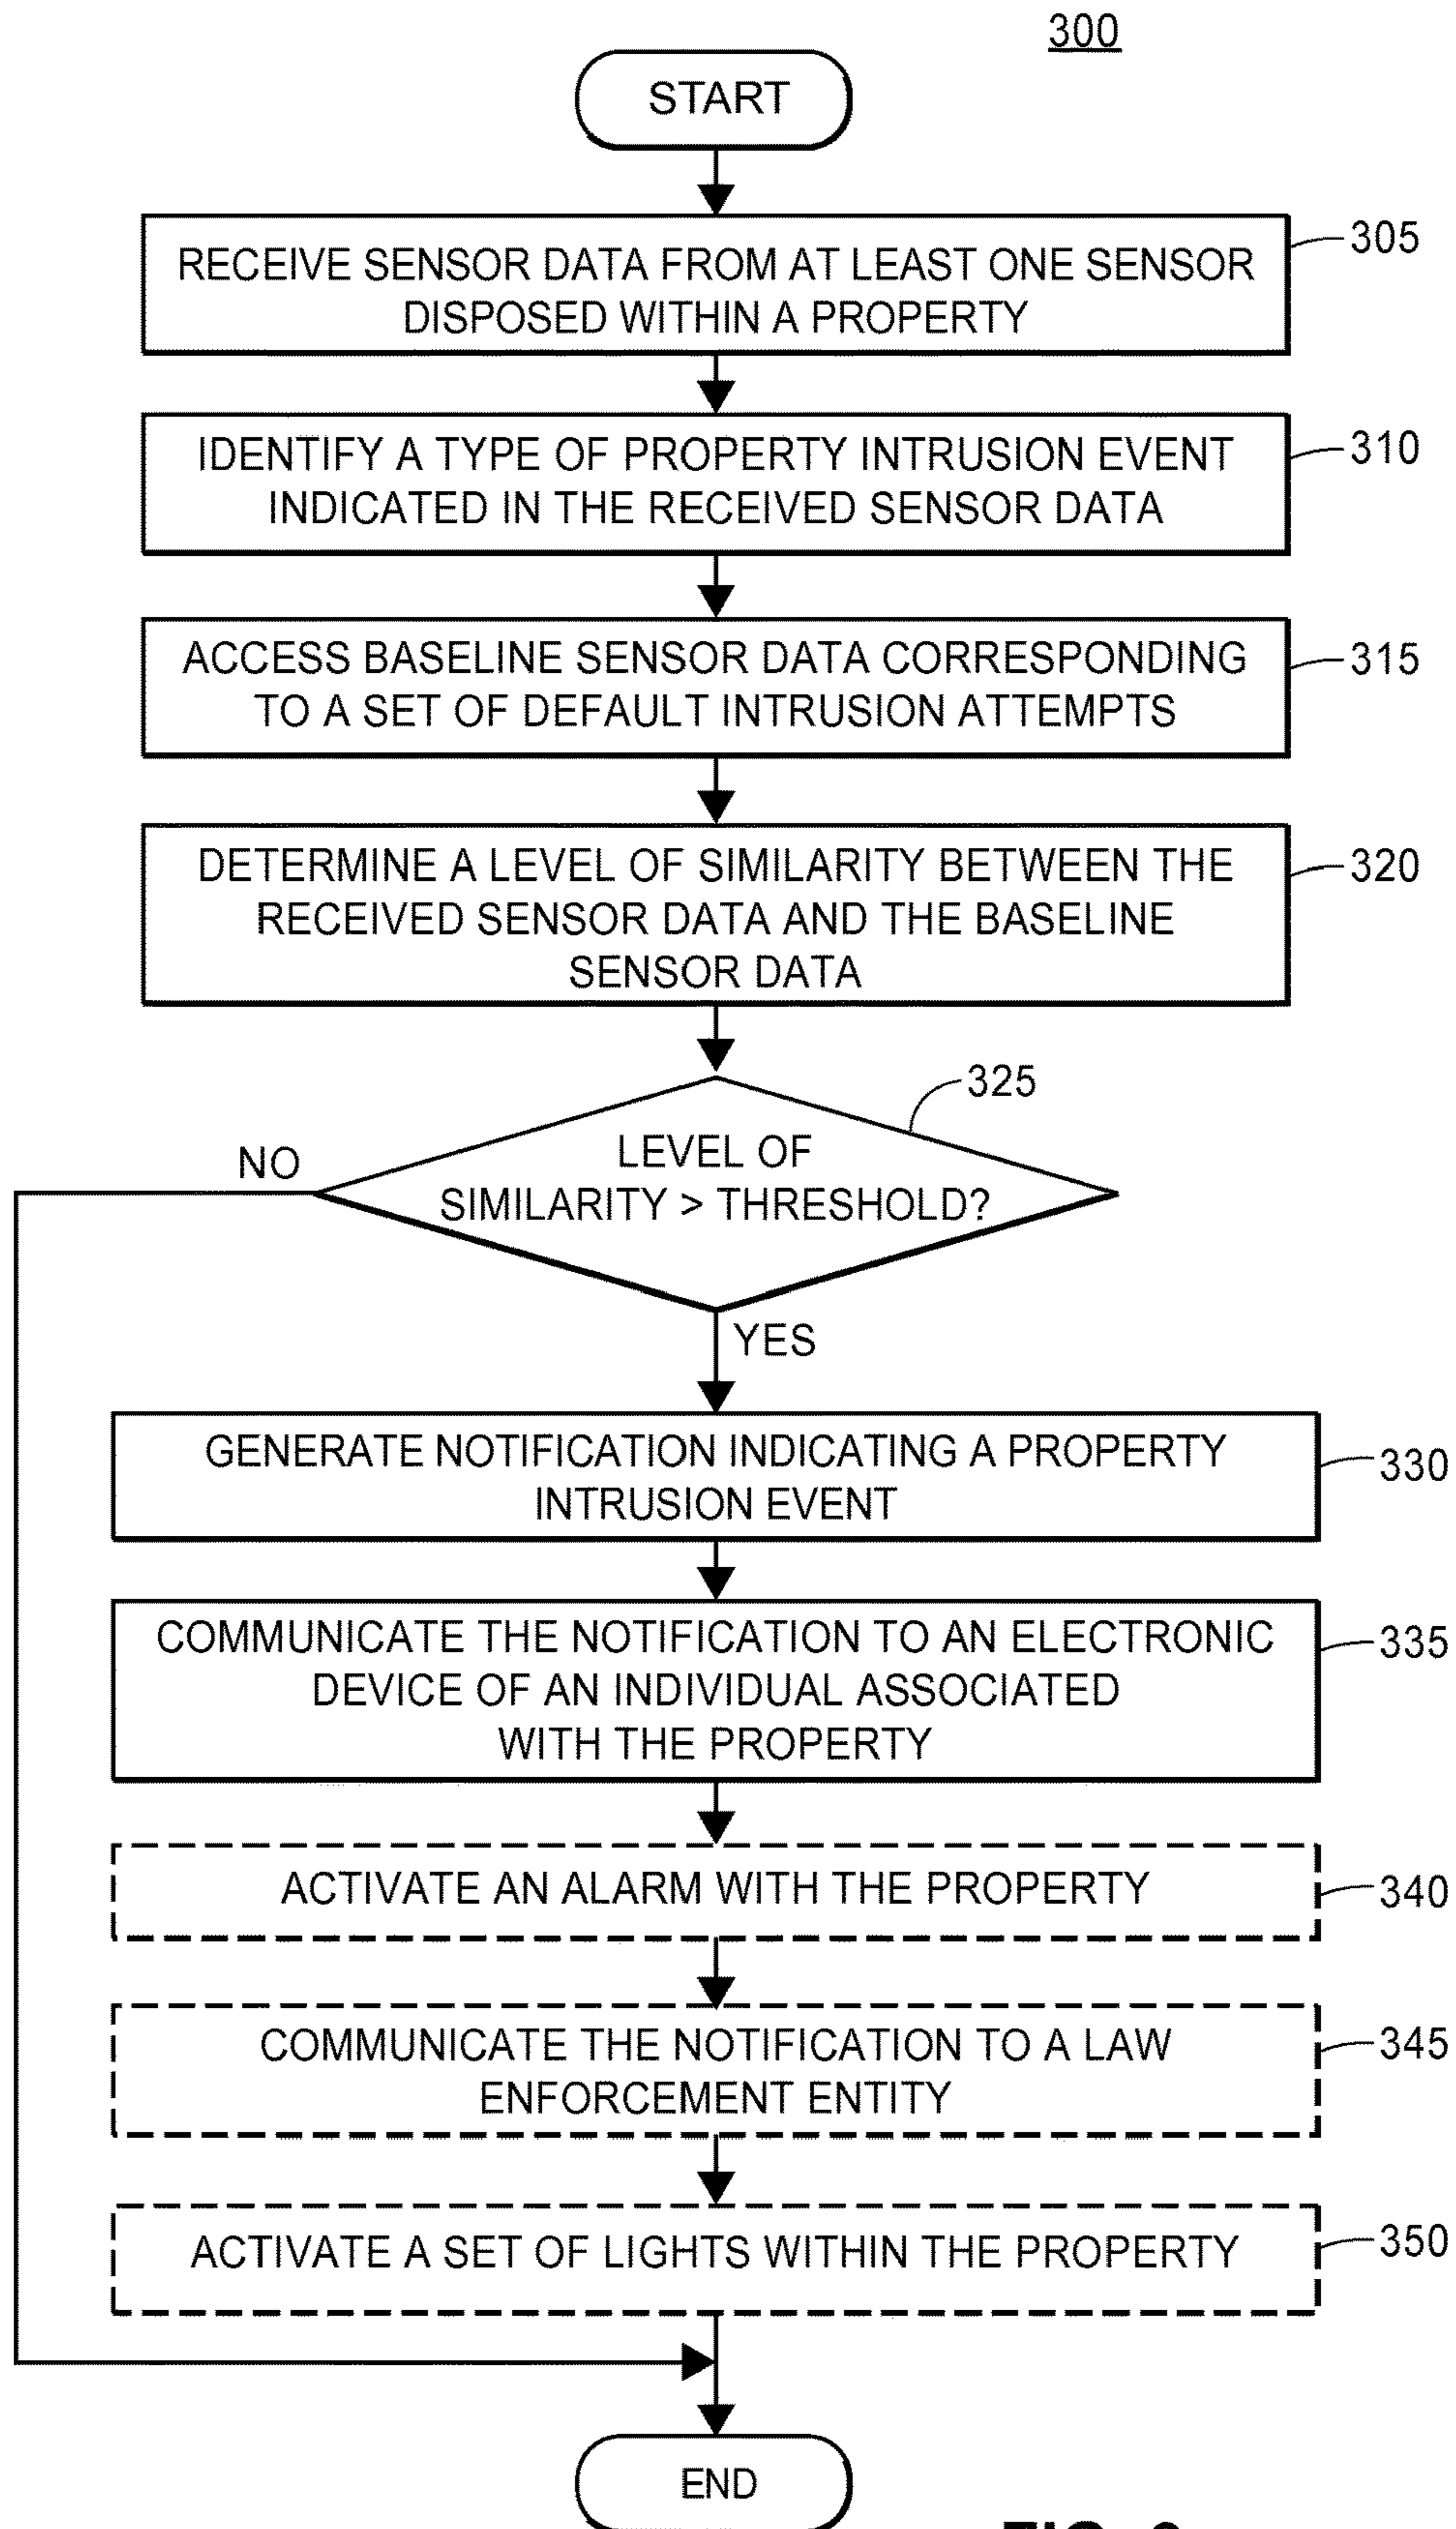 300
START
RECEIVE SENSOR DATA FROM AT LEAST ONE SENSOR
DISPOSED WITHIN A PROPERTY
305
IDENTIFY A TYPE OF PROPERTY INTRUSION EVENT
INDICATED IN THE RECEIVED SENSOR DATA
310
ACCESS BASELINE SENSOR DATA CORRESPONDING
TO A SET OF DEFAULT INTRUSION ATTEMPTS
315
DETERMINE A LEVEL OF SIMILARITY BETWEEN THE
RECEIVED SENSOR DATA AND THE BASELINE
SENSOR DATA
320
325
LEVEL OF
SIMILARITY > THRESHOLD?
NO
YES
GENERATE NOTIFICATION INDICATING A PROPERTY
INTRUSION EVENT
330
COMMUNICATE THE NOTIFICATION TO AN ELECTRONIC
DEVICE OF AN INDIVIDUAL ASSOCIATED
WITH THE PROPERTY
335
ACTIVATE AN ALARM WITH THE PROPERTY
340
COMMUNICATE THE NOTIFICATION TO A LAW
ENFORCEMENT ENTITY
345
ACTIVATE A SET OF LIGHTS WITHIN THE PROPERTY
350
END